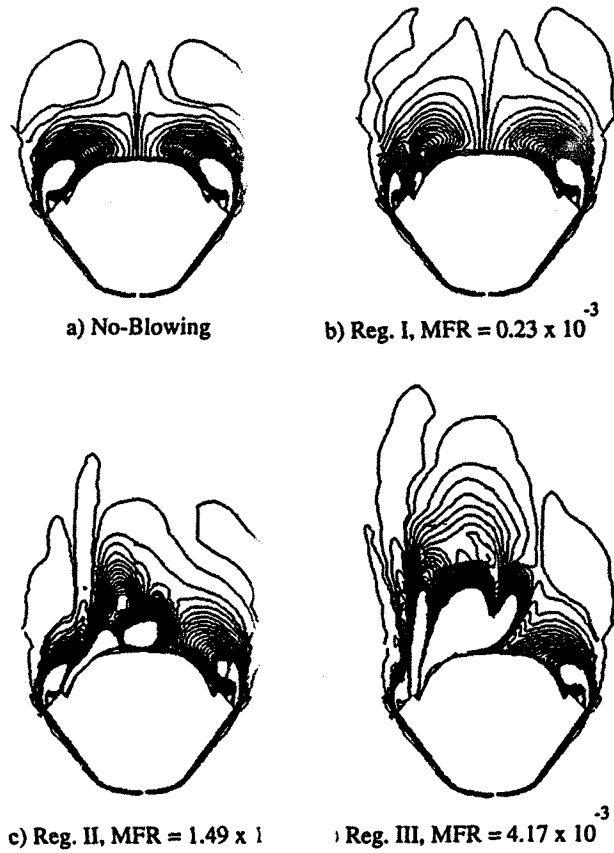 a) No-Blowing
b) Reg. I, MFR = 0.23 x 10⁻³
c) Reg. II, MFR = 1.49 x 1
) Reg. III, MFR = 4.17 x 10⁻³